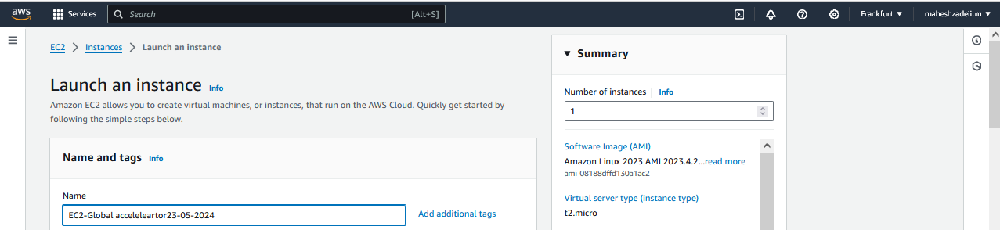 aws Services Search [Alt+S] Frankfurt maheshzadeiitm
EC2 > Instances > Launch an instance
Launch an instance Info
Amazon EC2 allows you to create virtual machines, or instances, that run on the AWS Cloud. Quickly get started by
following the simple steps below.
Name and tags Info
Name
EC2-Global acceleleartor23-05-2024
Add additional tags
Summary
Number of instances Info
1
Software Image (AMI)
Amazon Linux 2023 AMI 2023.4.2...read more
ami-08188dffd130a1ac2
Virtual server type (instance type)
t2.micro